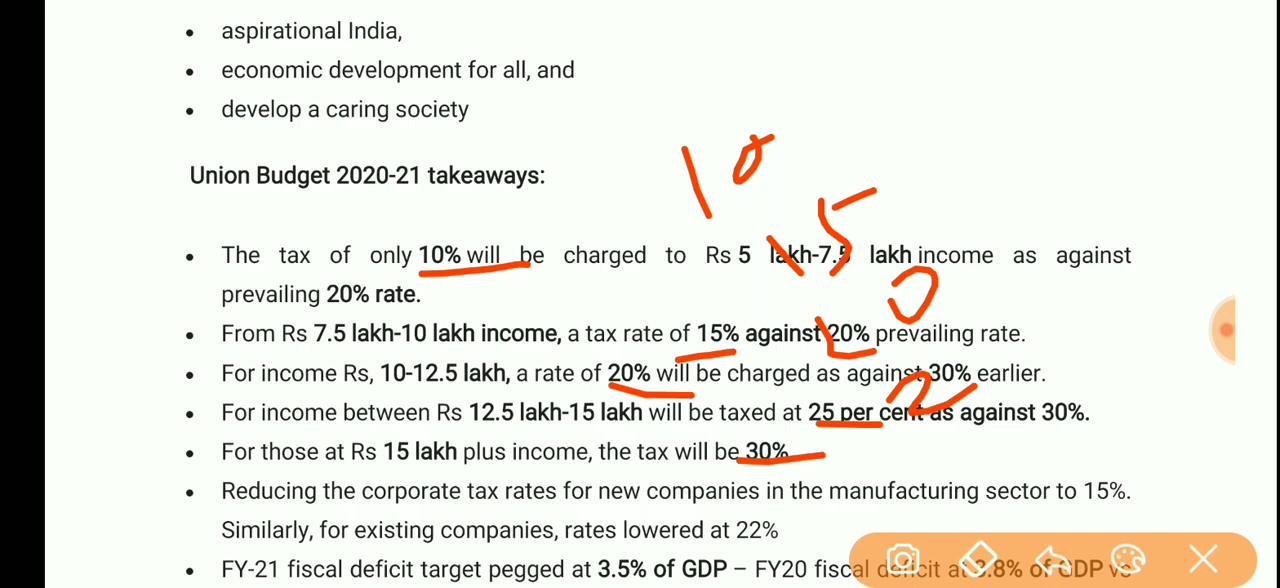 aspirational India,
economic development for all, and
develop a caring society
Union Budget 2020-21 takeaways:
The tax of only 10% will be charged to Rs 5 lakh-7.5 lakh income as against
prevailing 20% rate.
From Rs 7.5 lakh-10 lakh income, a tax rate of 15% against 20% prevailing rate.
For income Rs, 10-12.5 lakh, a rate of 20% will be charged as against 30% earlier.
For income between Rs 12.5 lakh-15 lakh will be taxed at 25 per cent as against 30%.
For those at Rs 15 lakh plus income, the tax will be 30%
Reducing the corporate tax rates for new companies in the manufacturing sector to 15%.
Similarly, for existing companies, rates lowered at 22%
FY-21 fiscal deficit target pegged at 3.5% of GDP – FY20 fiscal deficit at 3.8% of GDP vs
10
15